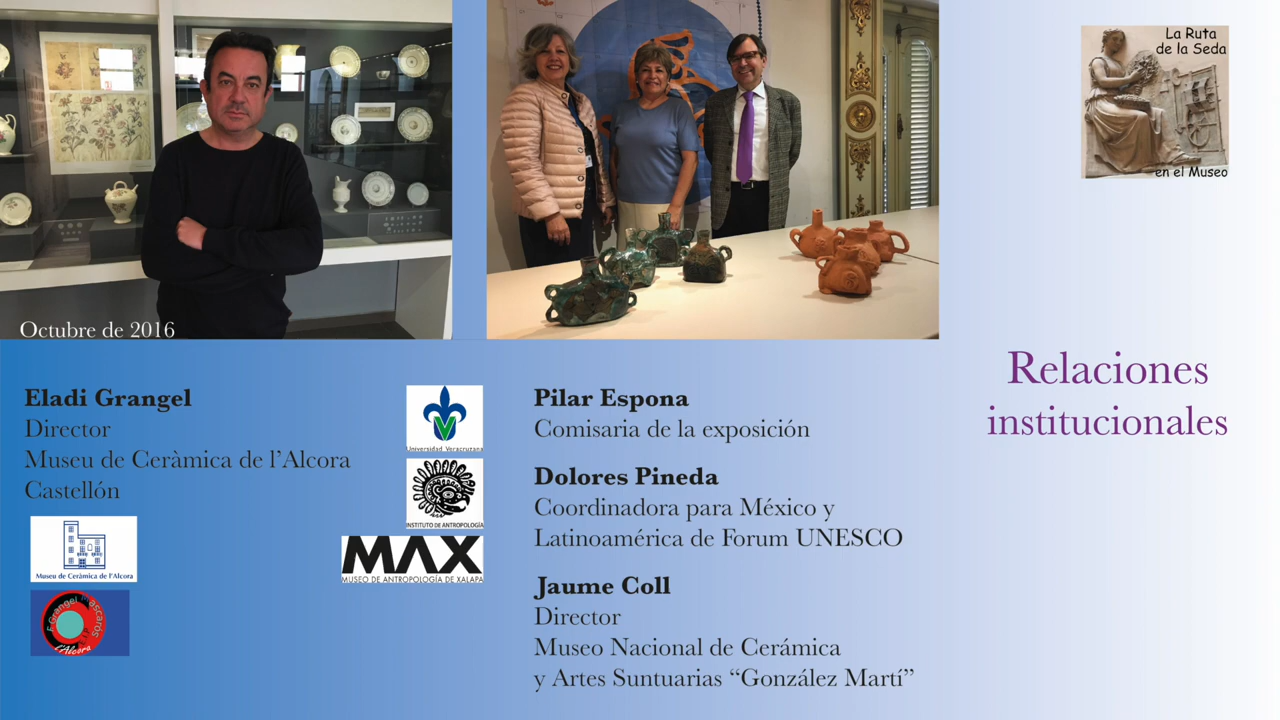 La Ruta
de la Seda
en el Museo
Octubre de 2016
Relaciones
institucionales
Eladi Grangel
Director
Museu de Ceràmica de l’Alcora
Castellón
Museu de Ceràmica de l'Alcora
F. Grangel Mascarós
L'Alcora
Universidad Veracruzana
INSTITUTO DE ANTROPOLOGÍA
MAX
MUSEO DE ANTROPOLOGÍA DE XALAPA
Pilar Espona
Comisaria de la exposición
Dolores Pineda
Coordinadora para México y
Latinoamérica de Forum UNESCO
Jaume Coll
Director
Museo Nacional de Cerámica
y Artes Suntuarias “González Martí”